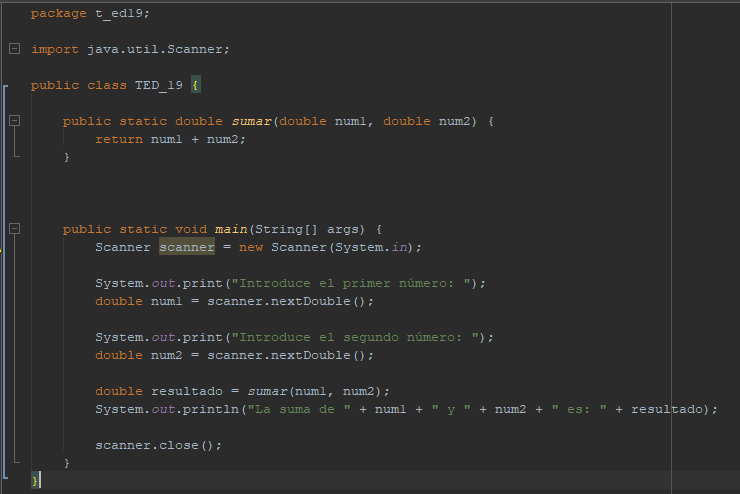 package t_ed19;
import java.util.Scanner;
public class TED_19 {
public static double sumar(double num1, double num2) {
return num1 + num2;
}
public static void main(String[] args) {
Scanner scanner = new Scanner(System.in);
System.out.print("Introduce el primer número: ");
double num1 = scanner.nextDouble();
System.out.print("Introduce el segundo número: ");
double num2 = scanner.nextDouble();
double resultado = sumar(num1, num2);
System.out.println("La suma de " + num1 + " y " + num2 + " es: " + resultado);
scanner.close();
}
}